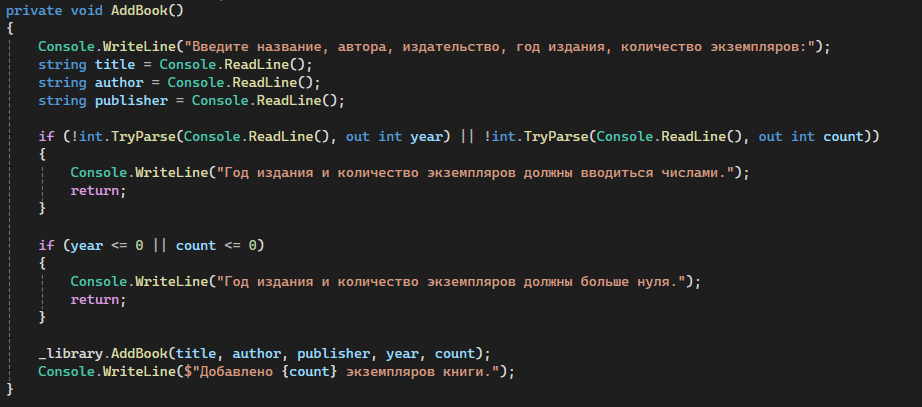 private void AddBook()
{
    Console.WriteLine("Введите название, автора, издательство, год издания, количество экземпляров:");
    string title = Console.ReadLine();
    string author = Console.ReadLine();
    string publisher = Console.ReadLine();

    if (!int.TryParse(Console.ReadLine(), out int year) || !int.TryParse(Console.ReadLine(), out int count))
    {
        Console.WriteLine("Год издания и количество экземпляров должны вводиться числами.");
        return;
    }

    if (year <= 0 || count <= 0)
    {
        Console.WriteLine("Год издания и количество экземпляров должны больше нуля.");
        return;
    }

    _library.AddBook(title, author, publisher, year, count);
    Console.WriteLine($"Добавлено {count} экземпляров книги.");
}